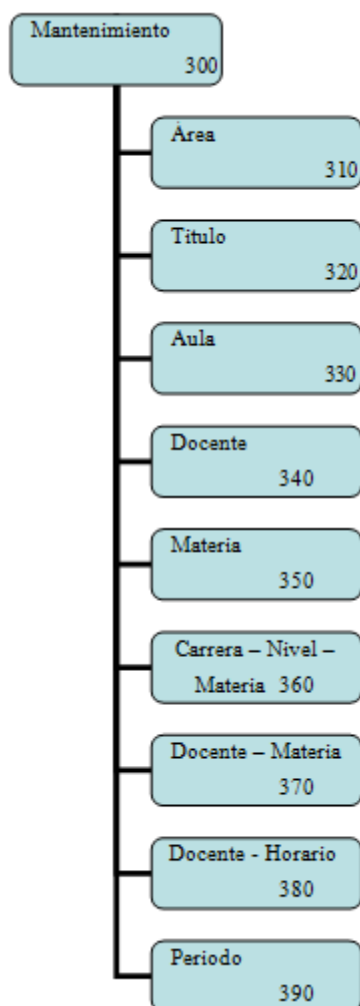 Mantenimiento
300
Área
310
Titulo
320
Aula
330
Docente
340
Materia
350
Carrera – Nivel –
Materia 360
Docente – Materia
370
Docente - Horario
380
Periodo
390